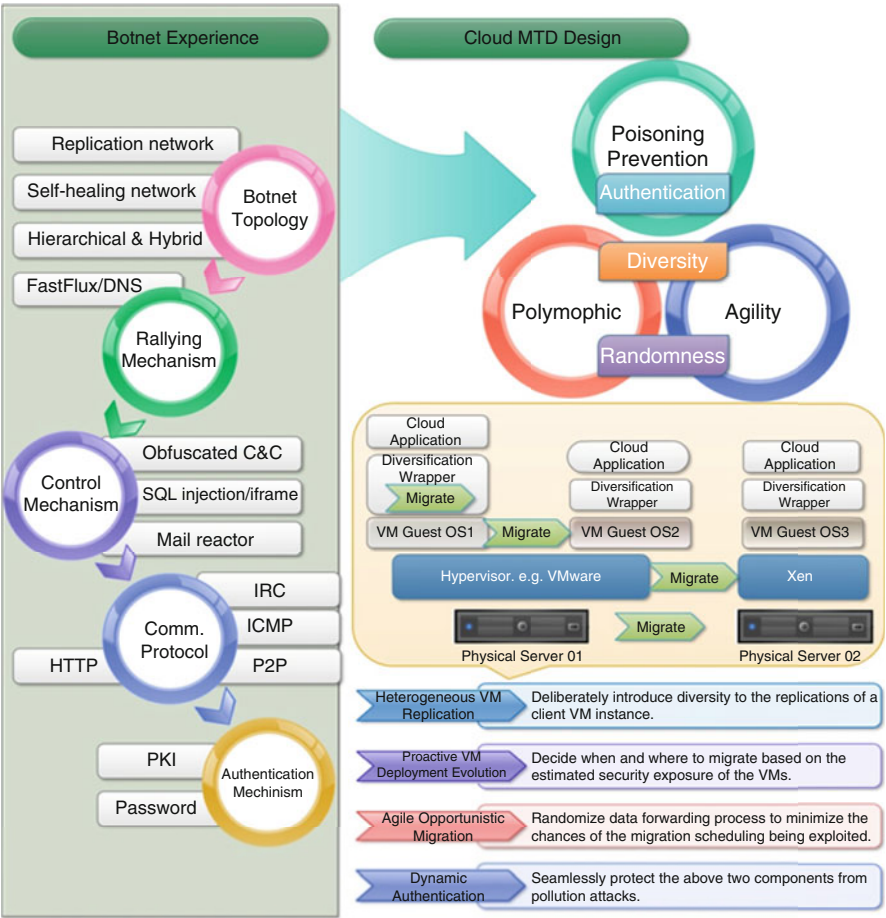 Botnet Experience
Replication network
Self-healing network
Hierarchical & Hybrid
FastFlux/DNS
Botnet
Topology
Rallying
Mechanism
Control
Mechanism
Obfuscated C&C
SQL injection/iframe
Mail reactor
Comm.
Protocol
IRC
ICMP
HTTP
P2P
PKI
Password
Authentication
Mechinism
Cloud MTD Design
Poisoning
Prevention
Authentication
Diversity
Polymophic
Agility
Randomness
Cloud
Application
Diversification
Wrapper
Migrate
VM Guest OS1
Migrate
Cloud
Application
Diversification
Wrapper
VM Guest OS2
Cloud
Application
Diversification
Wrapper
VM Guest OS3
Hypervisor. e.g. VMware
Migrate
Xen
Migrate
Physical Server 01
Physical Server 02
Heterogeneous VM
Replication
Deliberately introduce diversity to the replications of a
client VM instance.
Proactive VM
Deployment Evolution
Decide when and where to migrate based on the
estimated security exposure of the VMs.
Agile Opportunistic
Migration
Randomize data forwarding process to minimize the
chances of the migration scheduling being exploited.
Dynamic
Authentication
Seamlessly protect the above two components from
pollution attacks.